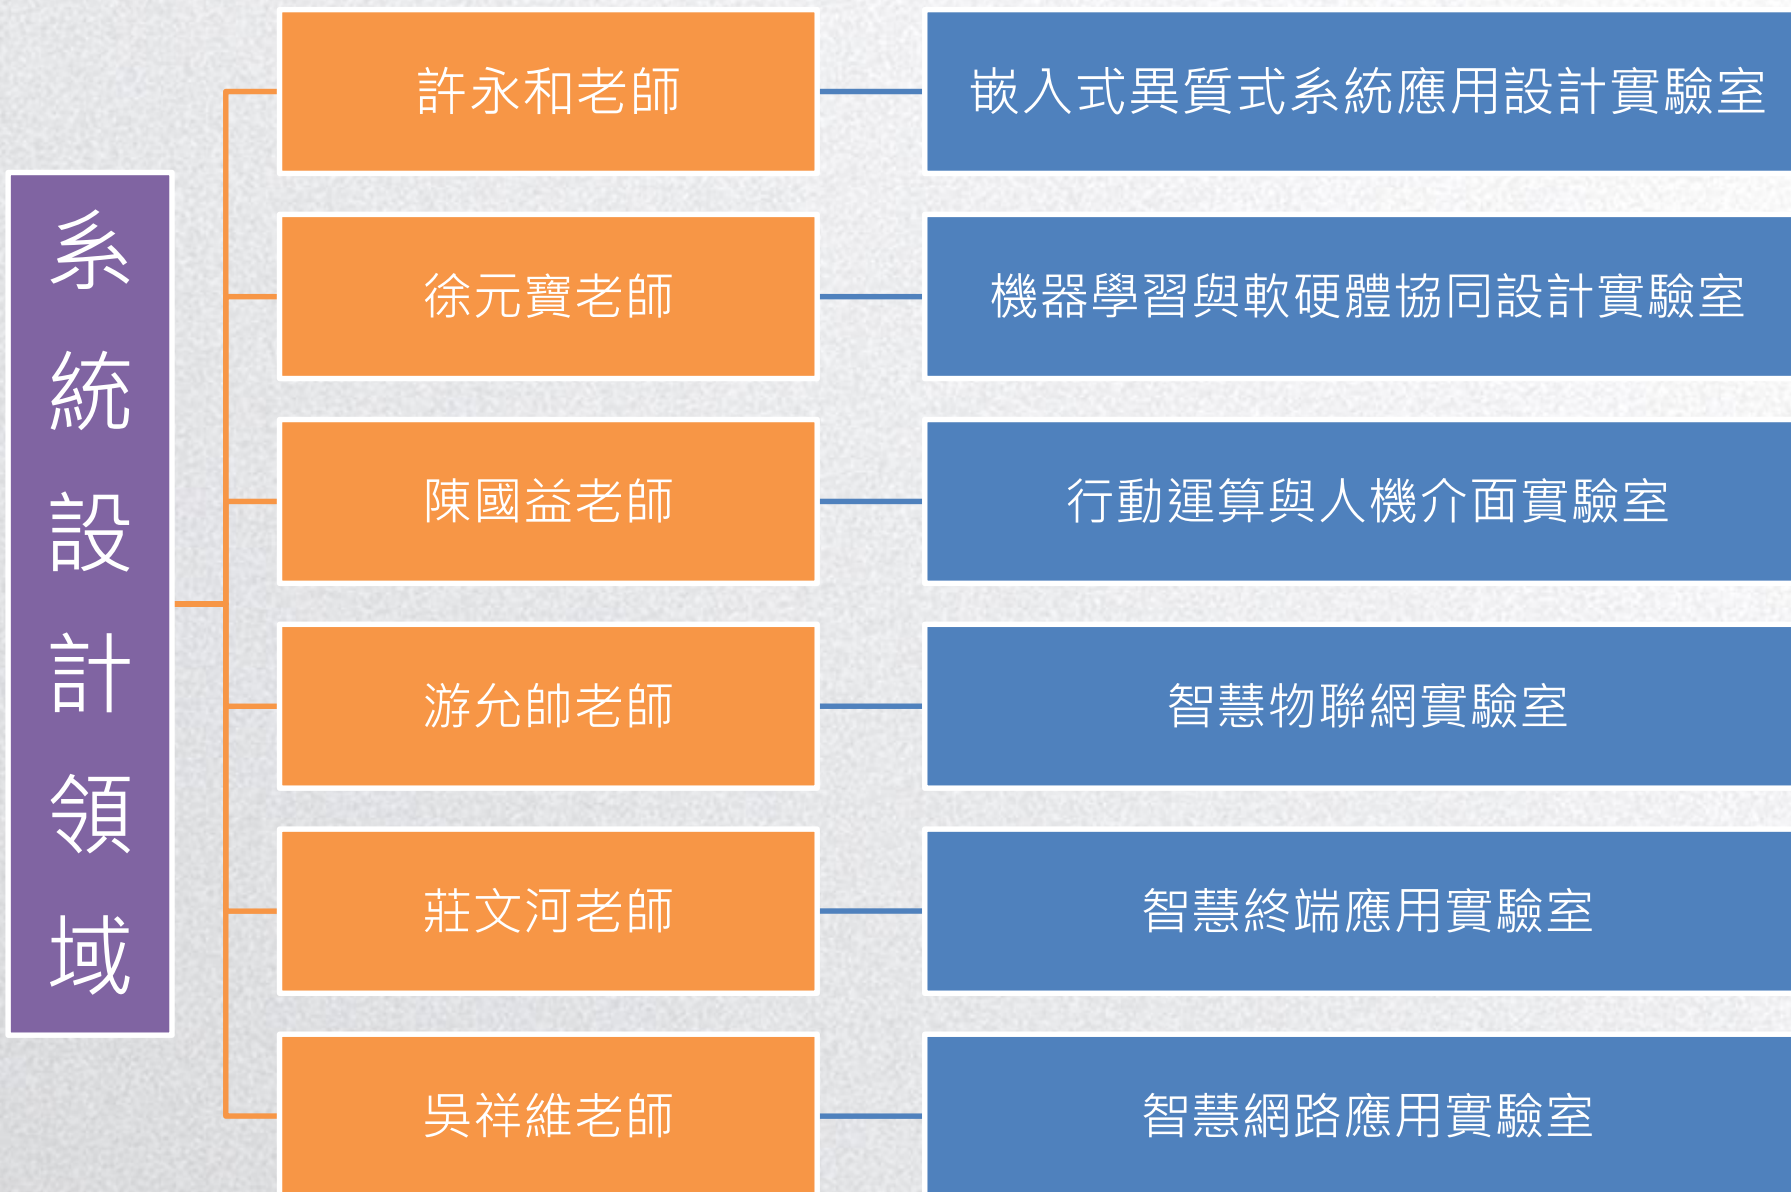 系統設計領域
許永和老師
嵌入式異質式系統應用設計實驗室
徐元寶老師
機器學習與軟硬體協同設計實驗室
陳國益老師
行動運算與人機介面實驗室
游允帥老師
智慧物聯網實驗室
莊文河老師
智慧終端應用實驗室
吳祥維老師
智慧網路應用實驗室